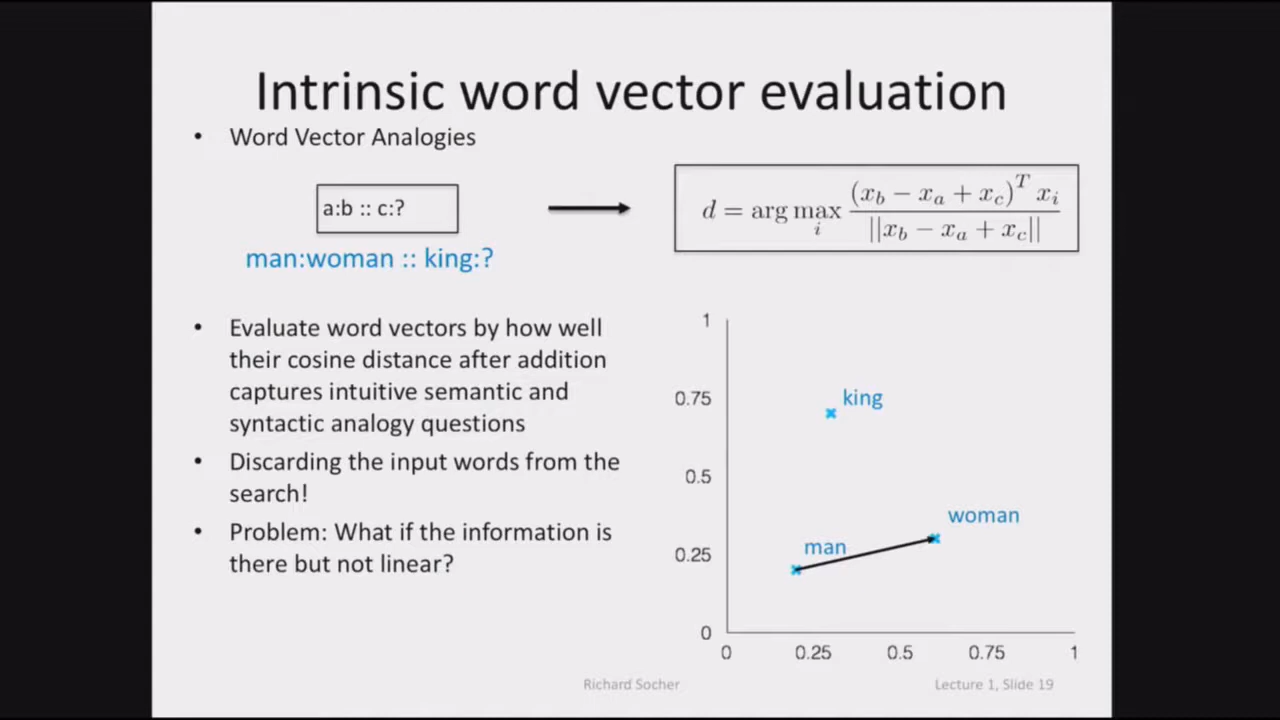 Intrinsic word vector evaluation
• Word Vector Analogies
a:b :: c:?
d = arg max_i (x_b − x_a + x_c)^T x_i / ||x_b − x_a + x_c||
man:woman :: king:?
• Evaluate word vectors by how well
their cosine distance after addition
captures intuitive semantic and
syntactic analogy questions
• Discarding the input words from the
search!
• Problem: What if the information is
there but not linear?
1
0.75
0.5
0.25
0
king
woman
man
0 0.25 0.5 0.75 1
Richard Socher
Lecture 1, Slide 19